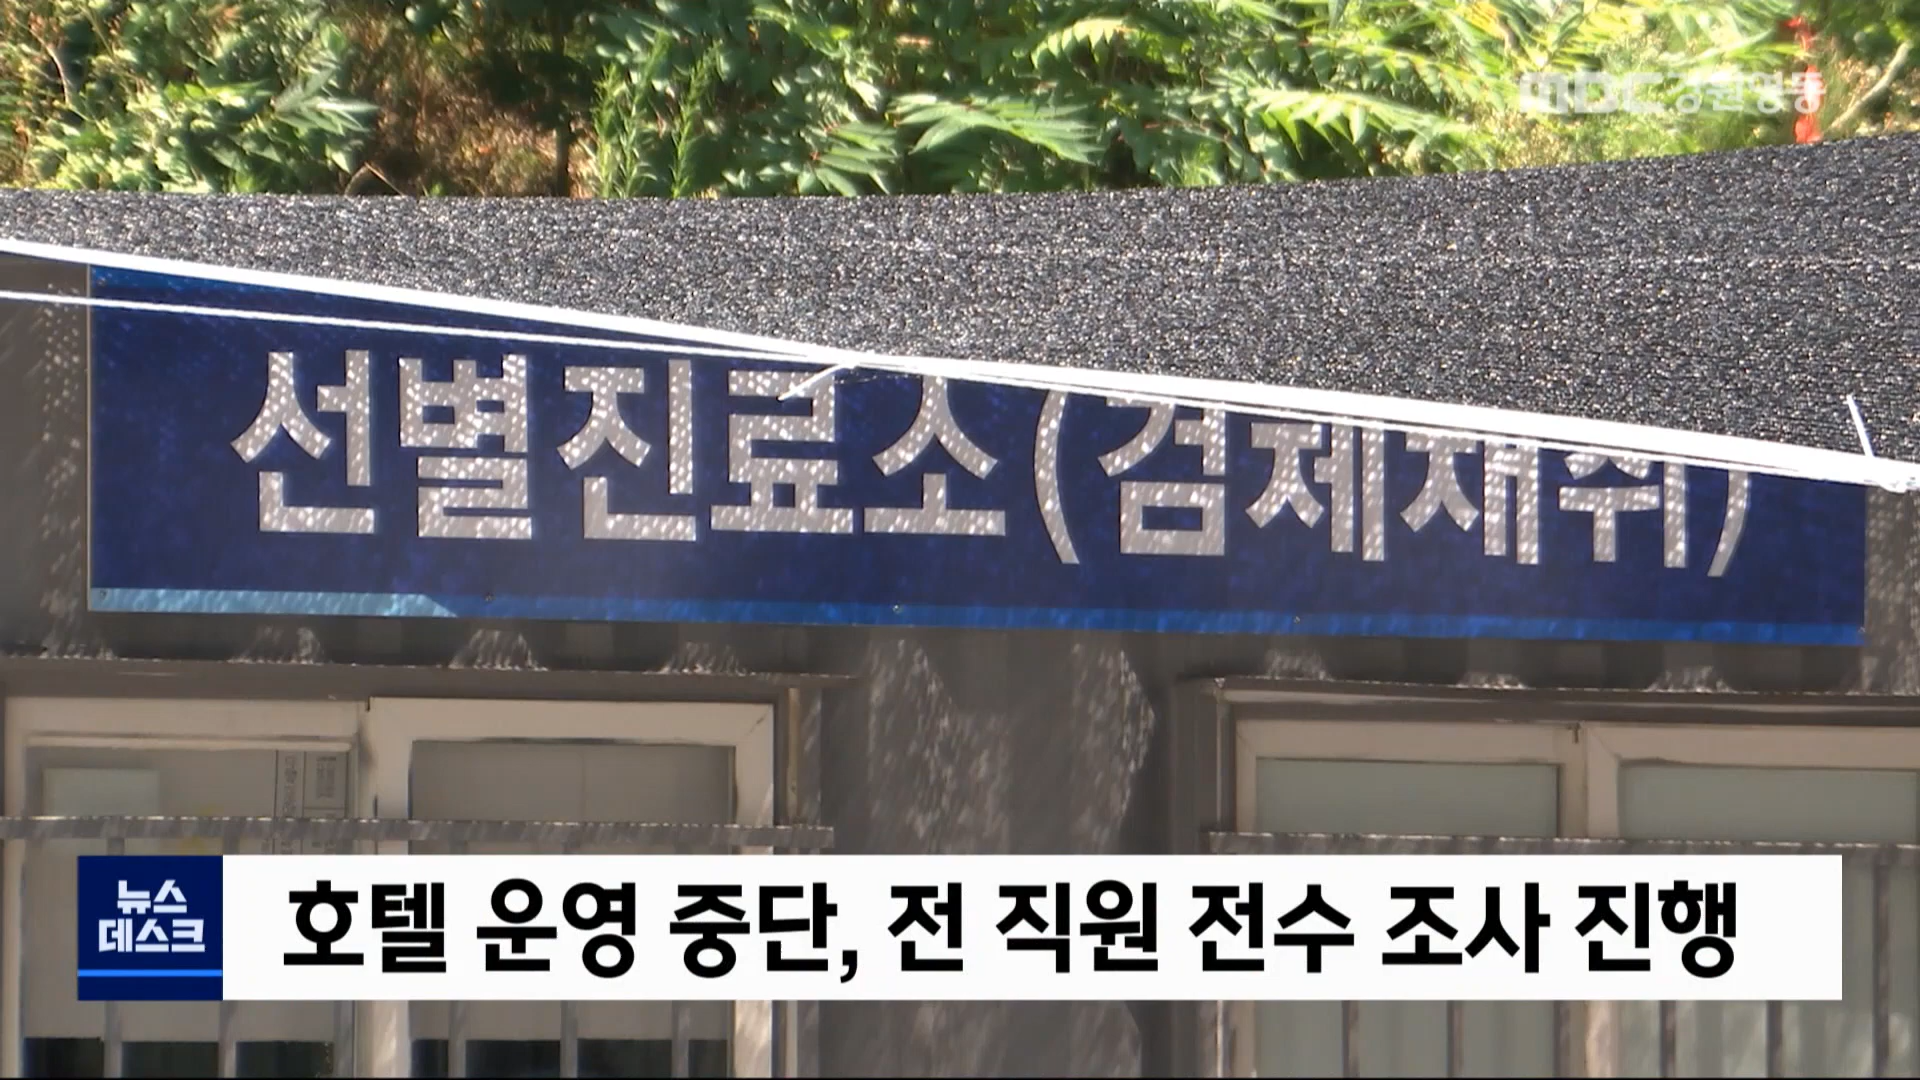 MBC강원영동
선별진료소(검체채취)
뉴스
데스크
호텔 운영 중단, 전 직원 전수 조사 진행